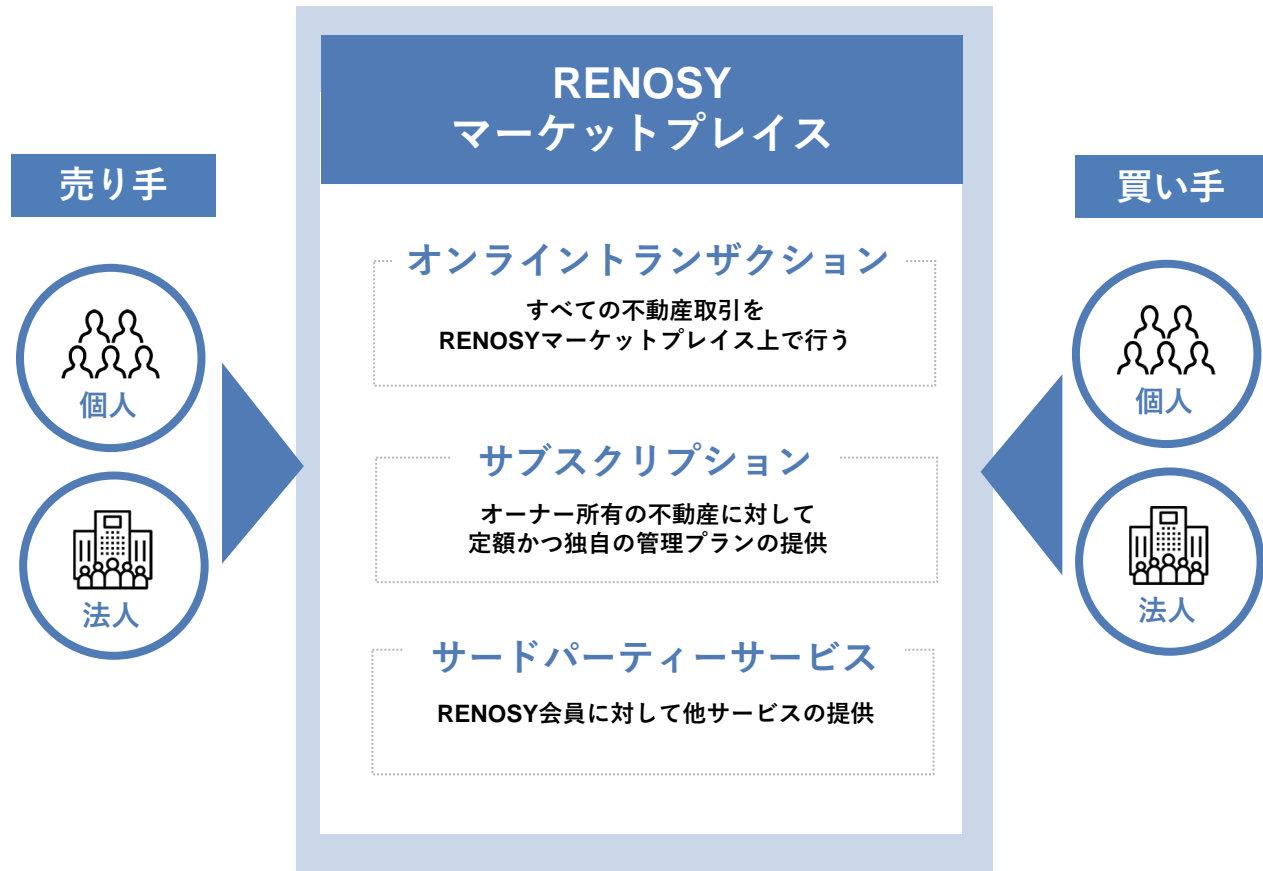 RENOSY
マーケットプレイス
売り手
個人
法人
オンライントランザクション
すべての不動産取引を
RENOSYマーケットプレイス上で行う
サブスクリプション
オーナー所有の不動産に対して
定額かつ独自の管理プランの提供
サードパーティーサービス
RENOSY会員に対して他サービスの提供
買い手
個人
法人